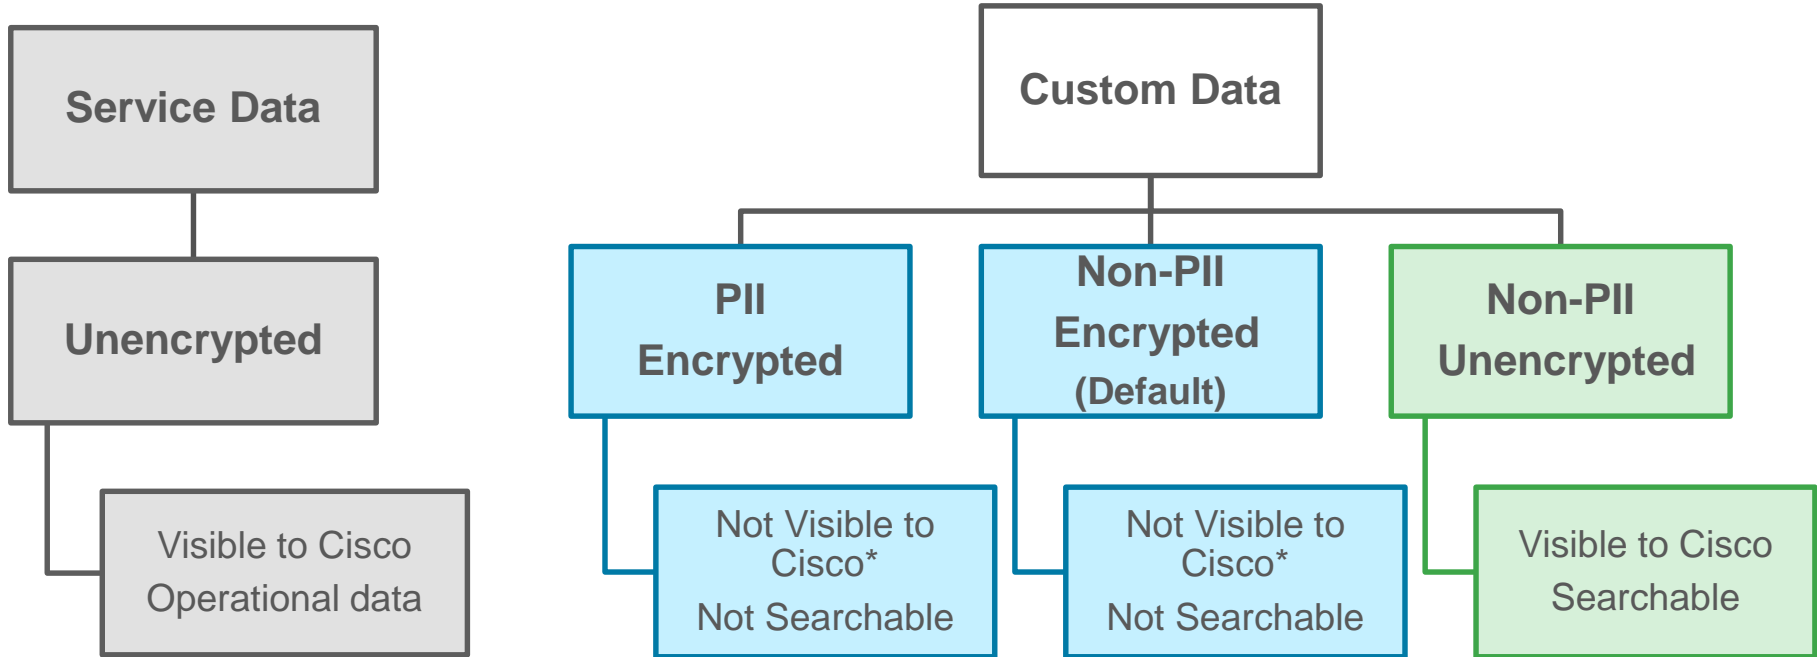 Service Data
Unencrypted
Visible to Cisco
Operational data
Custom Data
PII
Encrypted
Not Visible to
Cisco*
Not Searchable
Non-PII
Encrypted
(Default)
Not Visible to
Cisco*
Not Searchable
Non-PII
Unencrypted
Visible to Cisco
Searchable